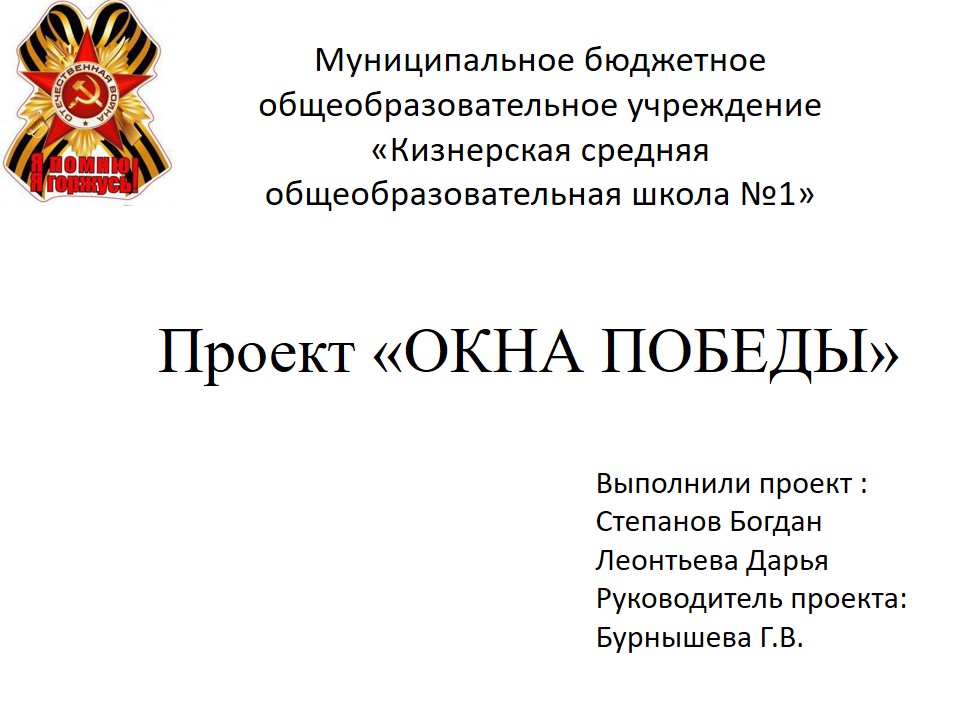 ОТЕЧЕСТВЕННАЯ ВОЙНА
Я помню!
Я горжусь!
Муниципальное бюджетное
общеобразовательное учреждение
«Кизнерская средняя
общеобразовательная школа №1»
Проект «ОКНА ПОБЕДЫ»
Выполнили проект :
Степанов Богдан
Леонтьева Дарья
Руководитель проекта:
Бурнышева Г.В.